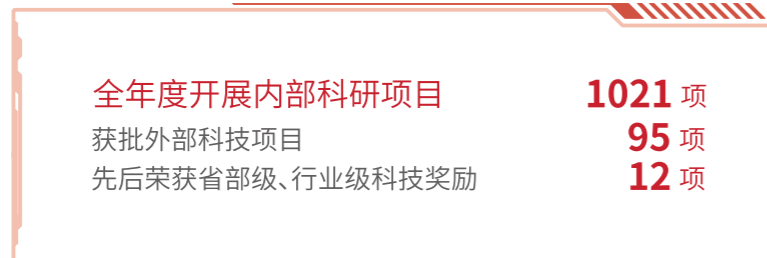 全年度开展内部科研项目 1021 项
获批外部科技项目 95 项
先后荣获省部级、行业级科技奖励 12 项